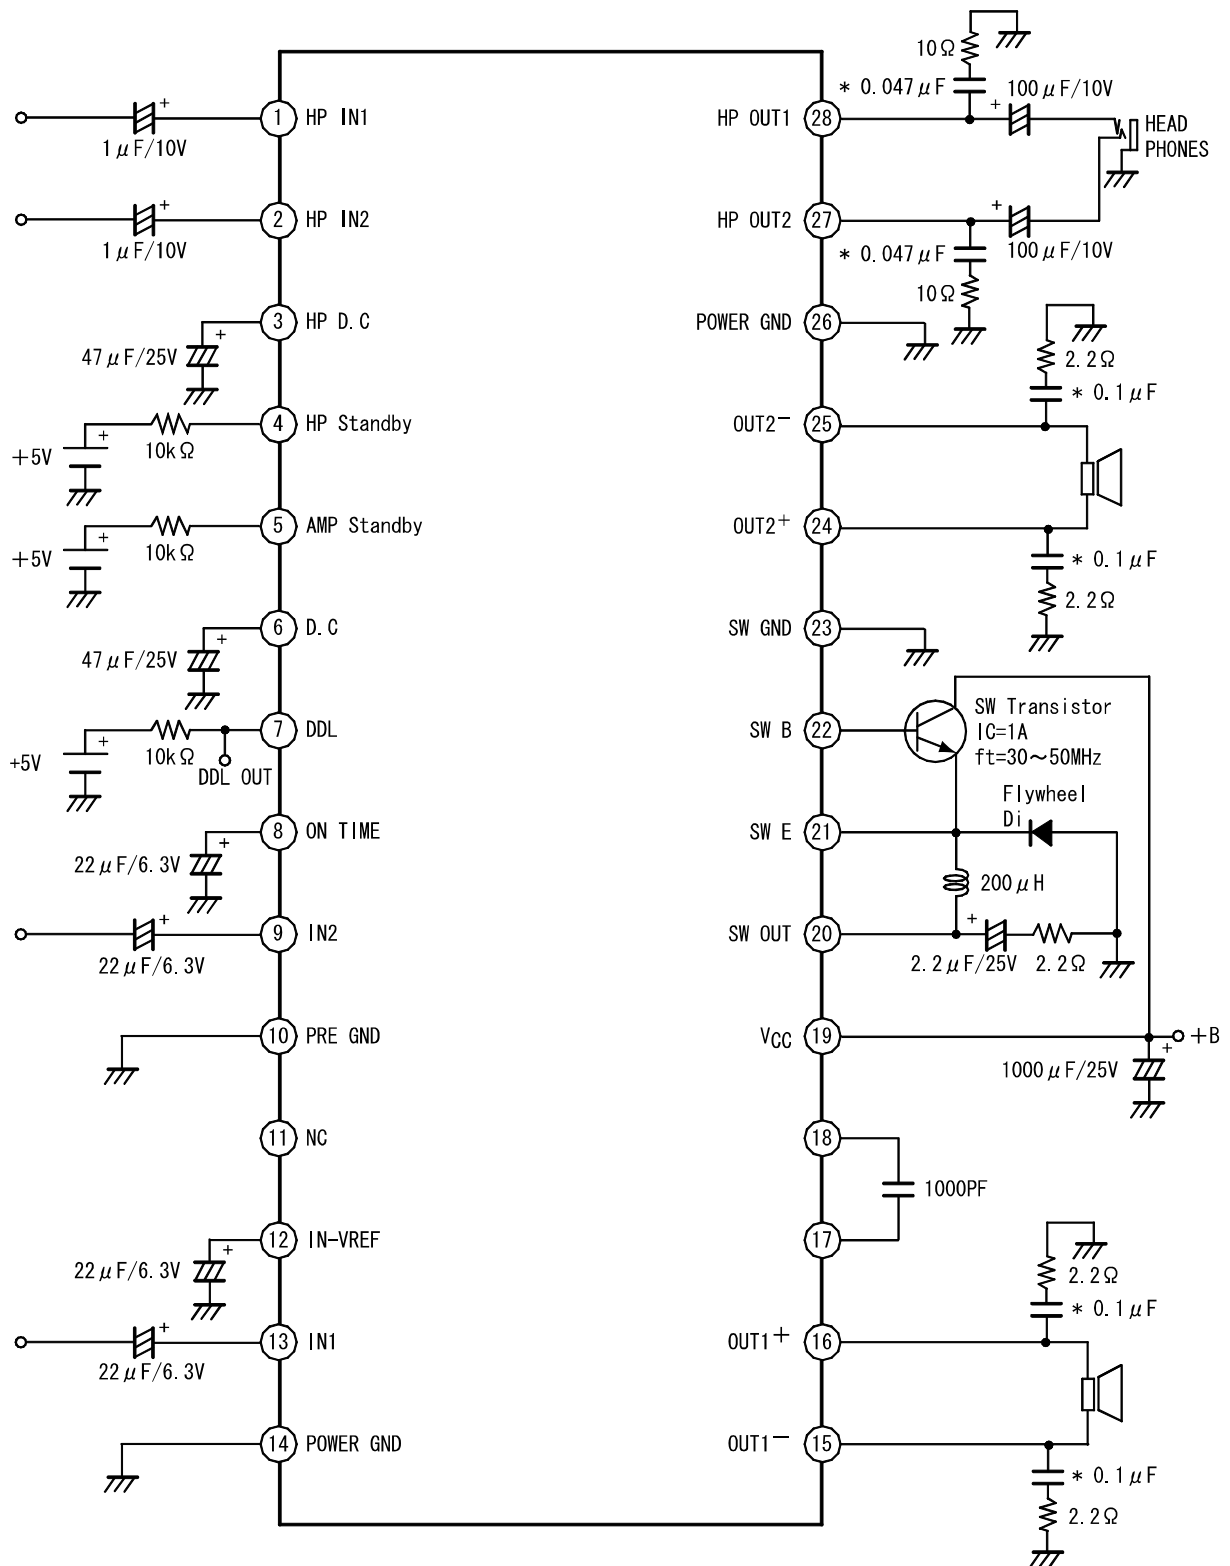 1 HP IN1
+
1μF/10V
2 HP IN2
+
1μF/10V
3 HP D.C
+
47μF/25V
4 HP Standby
+
+5V
10kΩ
5 AMP Standby
+
+5V
10kΩ
6 D.C
+
47μF/25V
7 DDL
+
+5V
10kΩ
DDL OUT
8 ON TIME
+
22μF/6.3V
9 IN2
+
22μF/6.3V
10 PRE GND
11 NC
12 IN-VREF
+
22μF/6.3V
13 IN1
+
22μF/6.3V
14 POWER GND
10Ω
* 0.047μF
100μF/10V
+
HP OUT1 28
HEAD
PHONES
HP OUT2 27
+
* 0.047μF
100μF/10V
10Ω
POWER GND 26
2.2Ω
* 0.1μF
OUT2− 25
OUT2+ 24
* 0.1μF
2.2Ω
SW GND 23
SW B 22
SW Transistor
IC=1A
ft=30~50MHz
Flywheel
Di
SW E 21
200μH
SW OUT 20
+
2.2μF/25V
2.2Ω
VCC 19
+B
+
1000μF/25V
18
1000PF
17
2.2Ω
* 0.1μF
OUT1+ 16
OUT1− 15
* 0.1μF
2.2Ω